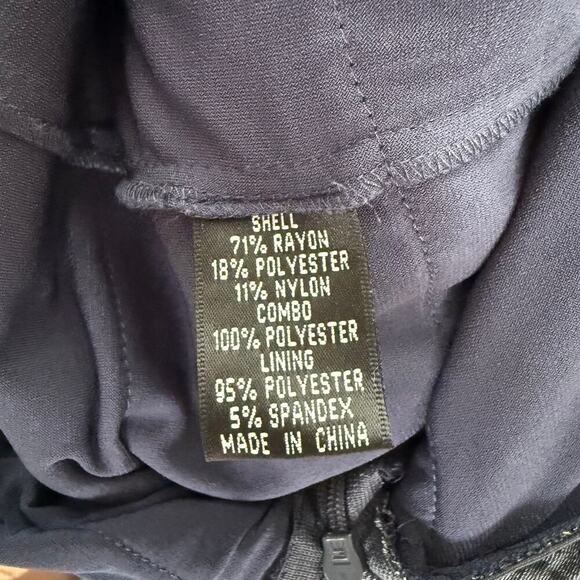 SHELL
71% RAYON
18% POLYESTER
11% NYLON
COMBO
100% POLYESTER
LINING
95% POLYESTER
5% SPANDEX
MADE IN CHINA